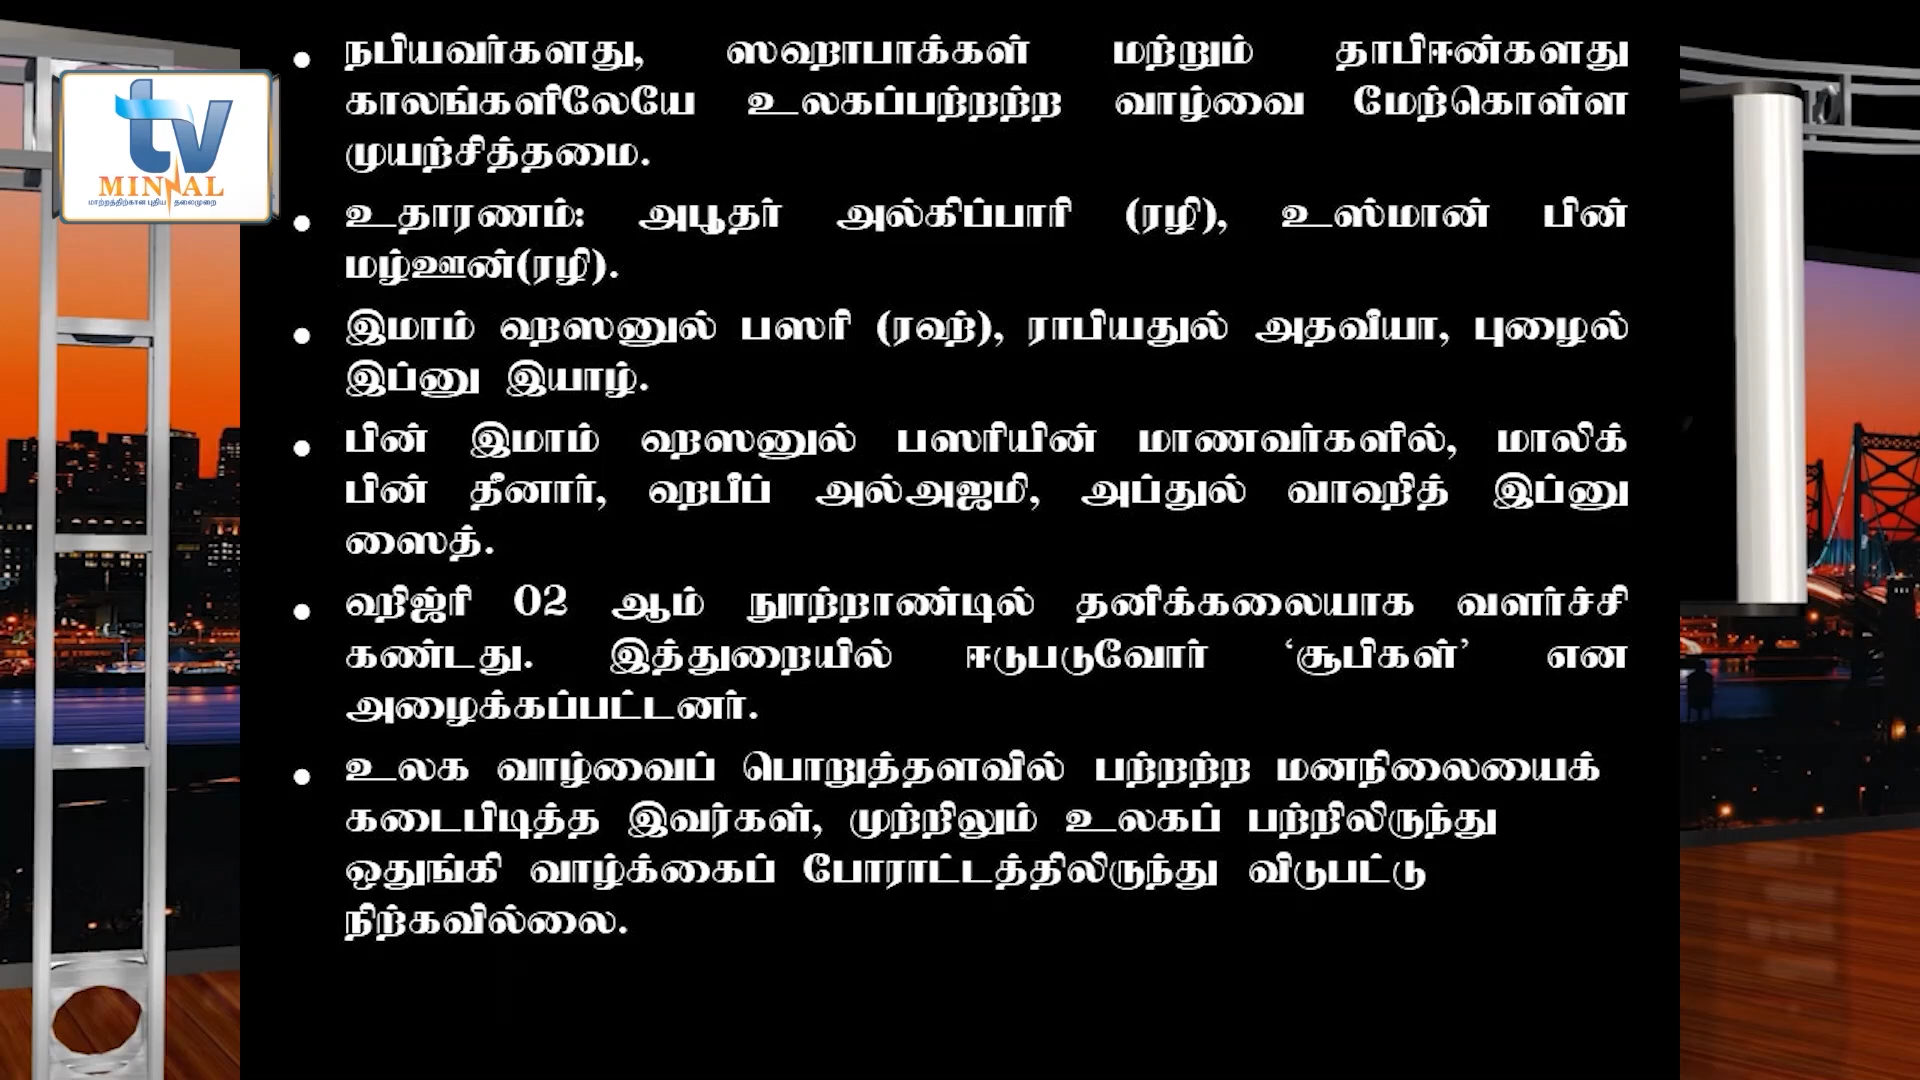 tv
MINNAL
மாற்றத்திற்கான புதிய தலைமுறை
• நபியவர்களது, ஸஹாபாக்கள் மற்றும் தாபிஈன்களது
காலங்களிலேயே உலகப்பற்றற்ற வாழ்வை மேற்கொள்ள
முயற்சித்தமை.
• உதாரணம்: அபூதர் அல்கிப்பாரி (ரழி), உஸ்மான் பின்
மழ்ஊன்(ரழி).
• இமாம் ஹஸனுல் பஸரி (ரஹ்), ராபியதுல் அதவீயா, புழைல்
இப்னு இயாழ்.
• பின் இமாம் ஹஸனுல் பஸரியின் மாணவர்களில், மாலிக்
பின் தீனார், ஹபீப் அல்அஜமி, அப்துல் வாஹித் இப்னு
ஸைத்.
• ஹிஜ்ரி 02 ஆம் நூற்றாண்டில் தனிக்கலையாக வளர்ச்சி
கண்டது. இத்துறையில் ஈடுபடுவோர் ‘சூபிகள்’ என
அழைக்கப்பட்டனர்.
• உலக வாழ்வைப் பொறுத்தளவில் பற்றற்ற மனநிலையைக்
கடைபிடித்த இவர்கள், முற்றிலும் உலகப் பற்றிலிருந்து
ஒதுங்கி வாழ்க்கைப் போராட்டத்திலிருந்து விடுபட்டு
நிற்கவில்லை.